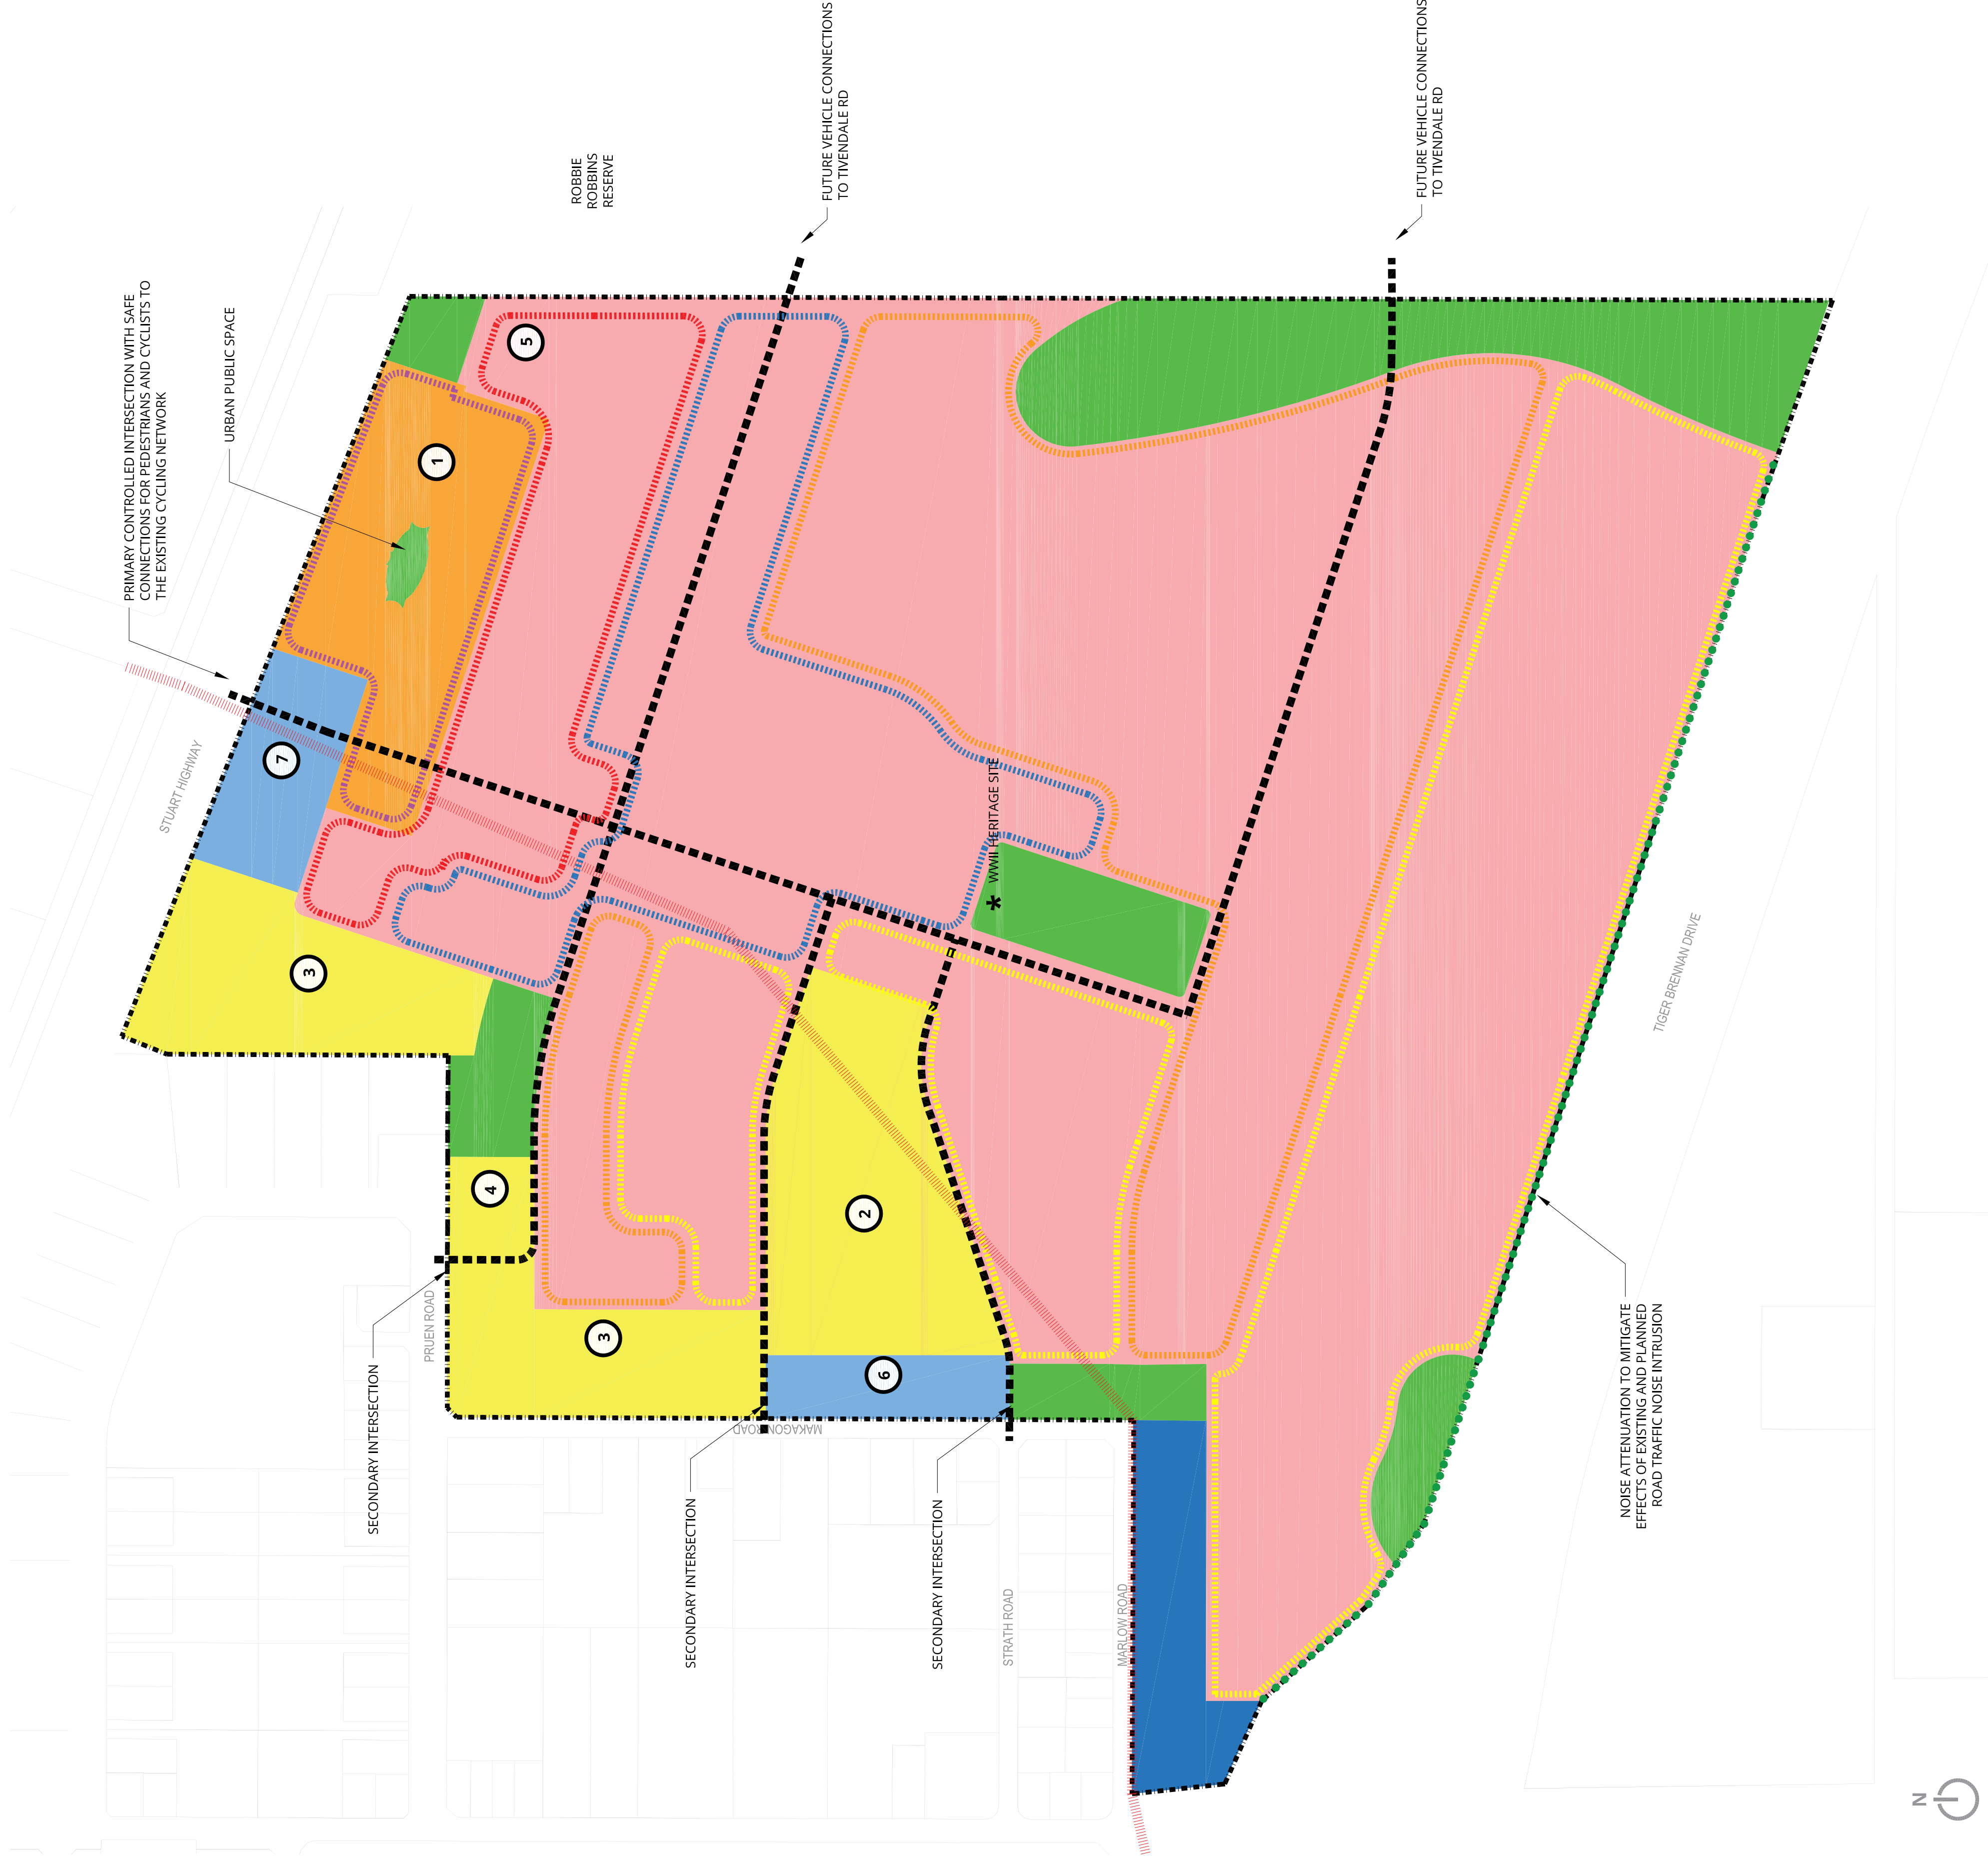 FUTURE VEHICLE CONNECTIONS
TO TIVENDALE RD
FUTURE VEHICLE CONNECTIONS
TO TIVENDALE RD
ROBBIE
ROBBINS
RESERVE
PRIMARY CONTROLLED INTERSECTION WITH SAFE
CONNECTIONS FOR PEDESTRIANS AND CYCLISTS TO
THE EXISTING CYCLING NETWORK
URBAN PUBLIC SPACE
5
1
STUART HIGHWAY
7
* WWII HERITAGE SITE
3
TIGER BRENNAN DRIVE
4
2
PRUEN ROAD
3
6
MAKAGON ROAD
SECONDARY INTERSECTION
SECONDARY INTERSECTION
SECONDARY INTERSECTION
STRATH ROAD
MARLOW ROAD
NOISE ATTENUATION TO MITIGATE
EFFECTS OF EXISTING AND PLANNED
ROAD TRAFFIC NOISE INTRUSION
N